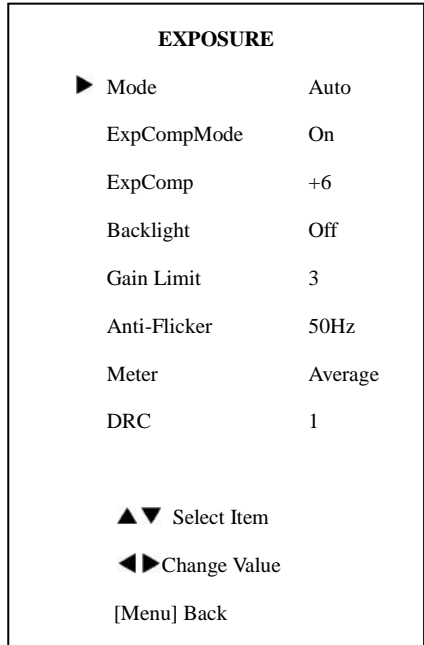 EXPOSURE
▶ Mode Auto
ExpCompMode On
ExpComp +6
Backlight Off
Gain Limit 3
Anti-Flicker 50Hz
Meter Average
DRC 1
▲▼ Select Item
◀▶Change Value
[Menu] Back